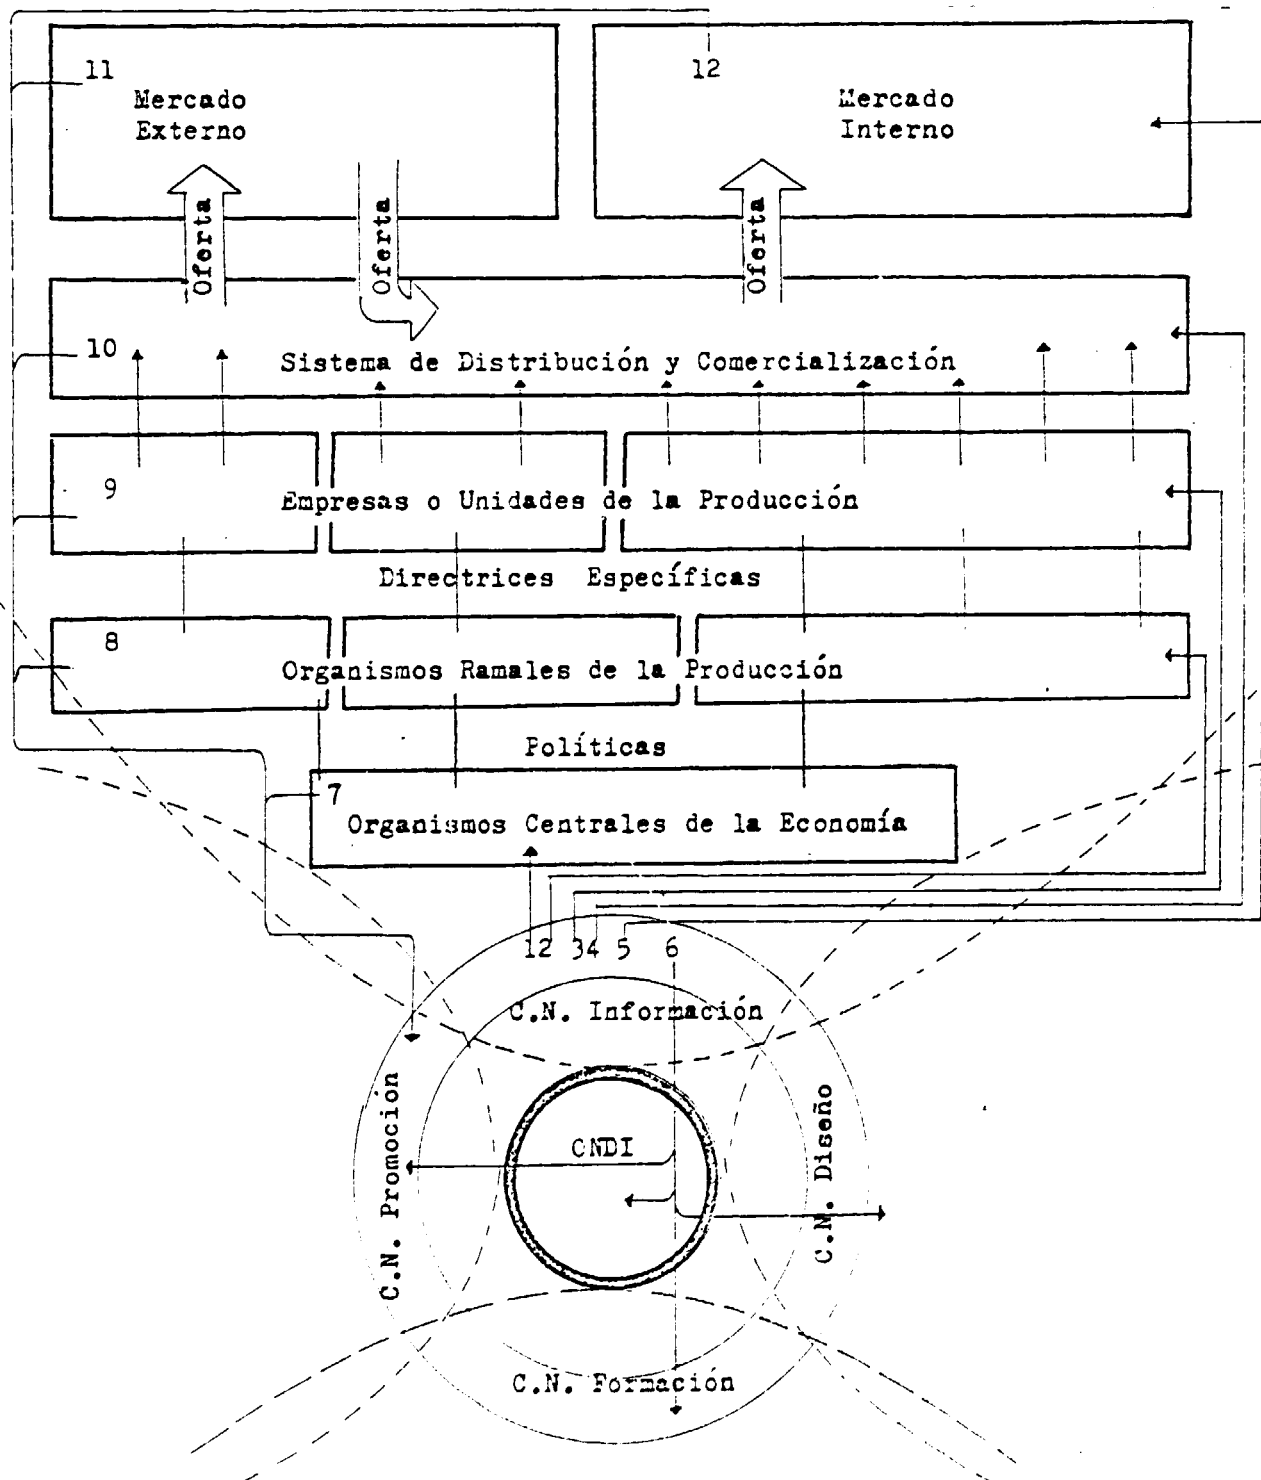 11
Mercado
Externo
12
Mercado
Interno
Oferta
Oferta
Oferta
10
Sistema de Distribución y Comercialización
9
Empresas o Unidades de la Producción
Directrices Específicas
8
Organismos Ramales de la Producción
Políticas
7
Organismos Centrales de la Economía
12 34 5 6
C.N. Información
C.N. Promoción
CNDI
C.N. Diseño
C.N. Formación